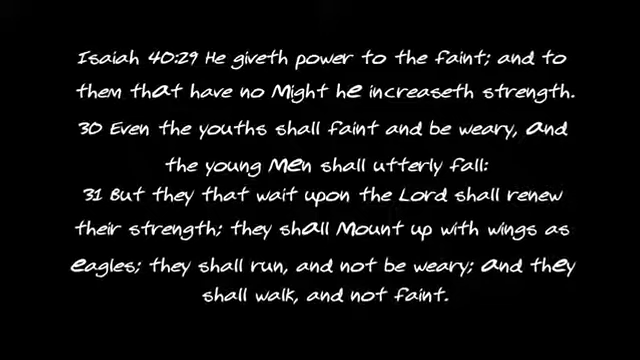 Isaiah 40:29 He giveth power to the faint; and to
them that have no Might he increaseth strength.
30 Even the youths shall faint and be weary, and
the young Men shall utterly fall:
31 But they that wait upon the Lord shall renew
their strength; they shall Mount up with wings as
eagles; they shall run, and not be weary; and they
shall walk, and not faint.